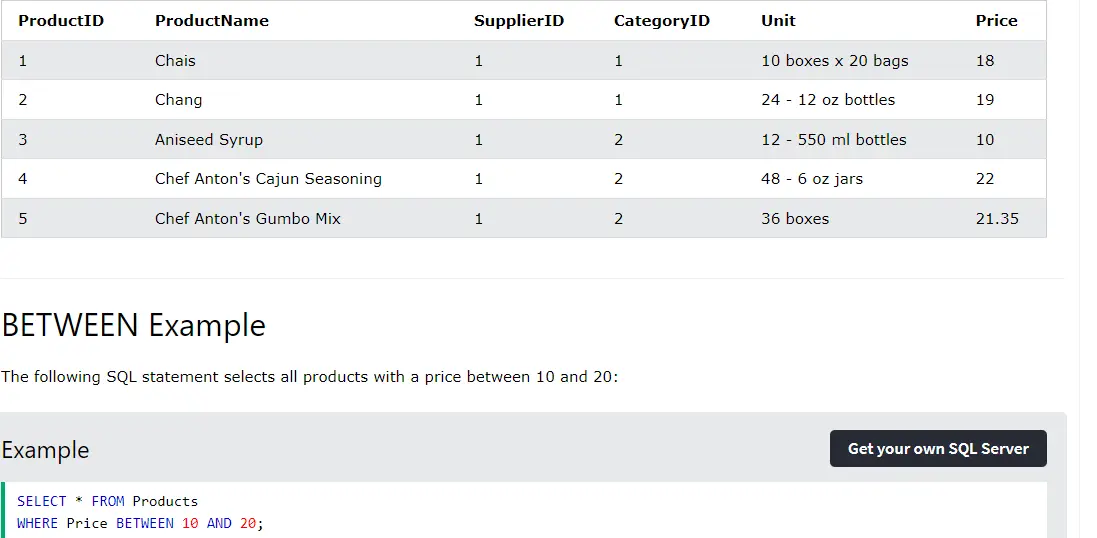 ProductID ProductName SupplierID CategoryID Unit Price
1 Chais 1 1 10 boxes x 20 bags 18
2 Chang 1 1 24 - 12 oz bottles 19
3 Aniseed Syrup 1 2 12 - 550 ml bottles 10
4 Chef Anton's Cajun Seasoning 1 2 48 - 6 oz jars 22
5 Chef Anton's Gumbo Mix 1 2 36 boxes 21.35
BETWEEN Example
The following SQL statement selects all products with a price between 10 and 20:
Example Get your own SQL Server
SELECT * FROM Products
WHERE Price BETWEEN 10 AND 20;